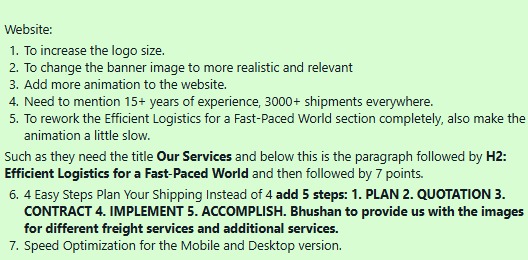 Website:
1. To increase the logo size.
2. To change the banner image to more realistic and relevant
3. Add more animation to the website.
4. Need to mention 15+ years of experience, 3000+ shipments everywhere.
5. To rework the Efficient Logistics for a Fast-Paced World section completely, also make the
animation a little slow.
Such as they need the title Our Services and below this is the paragraph followed by H2:
Efficient Logistics for a Fast-Paced World and then followed by 7 points.
6. 4 Easy Steps Plan Your Shipping Instead of 4 add 5 steps: 1. PLAN 2. QUOTATION 3.
CONTRACT 4. IMPLEMENT 5. ACCOMPLISH. Bhushan to provide us with the images
for different freight services and additional services.
7. Speed Optimization for the Mobile and Desktop version.